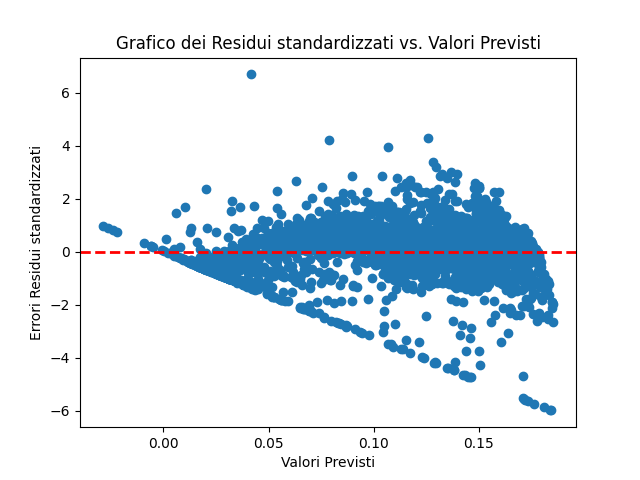 Grafico dei Residui standardizzati vs. Valori Previsti
Errori Residui standardizzati
6
4
2
0
−2
−4
−6
0.00 0.05 0.10 0.15
Valori Previsti